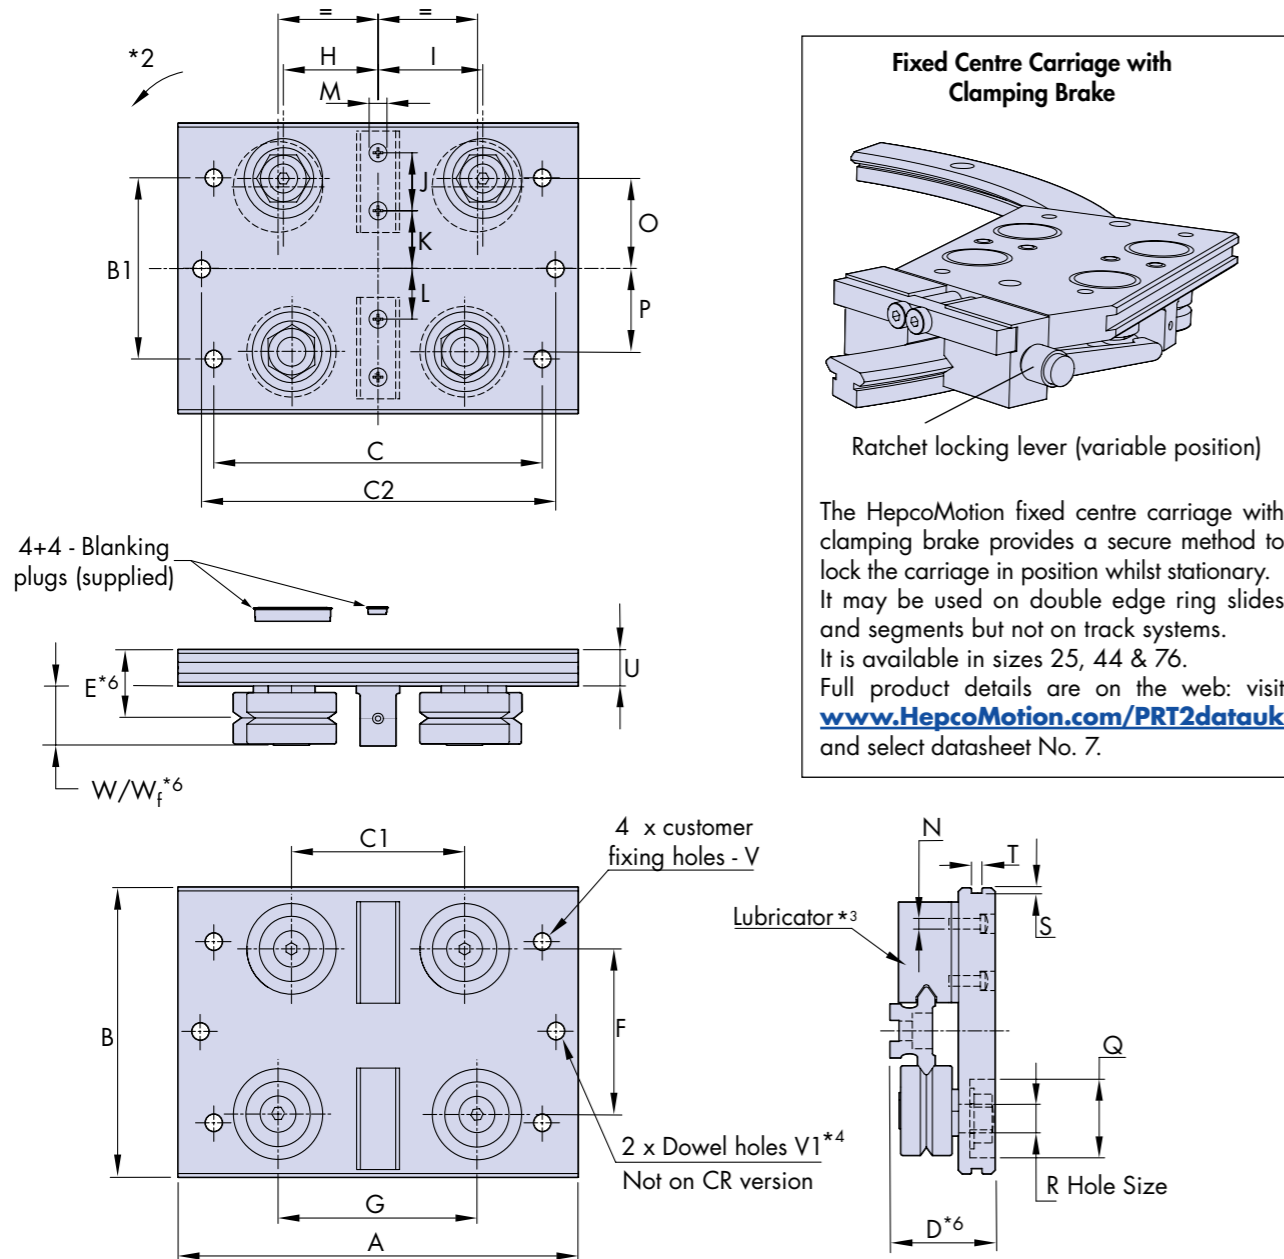 = =
*2
H I
M
J
K
L
B1
O
P
C
C2
Fixed Centre Carriage with
Clamping Brake
Ratchet locking lever (variable position)
The HepcoMotion fixed centre carriage with
clamping brake provides a secure method to
lock the carriage in position whilst stationary.
It may be used on double edge ring slides
and segments but not on track systems.
It is available in sizes 25, 44 & 76.
Full product details are on the web: visit
www.HepcoMotion.com/PRT2datauk
and select datasheet No. 7.
4+4 - Blanking
plugs (supplied)
E*6
U
W/Wf*6
C1
4 x customer
fixing holes - V
B
F
2 x Dowel holes V1*4
Not on CR version
G
A
N
T
S
Lubricator*3
Q
R Hole Size
D*6